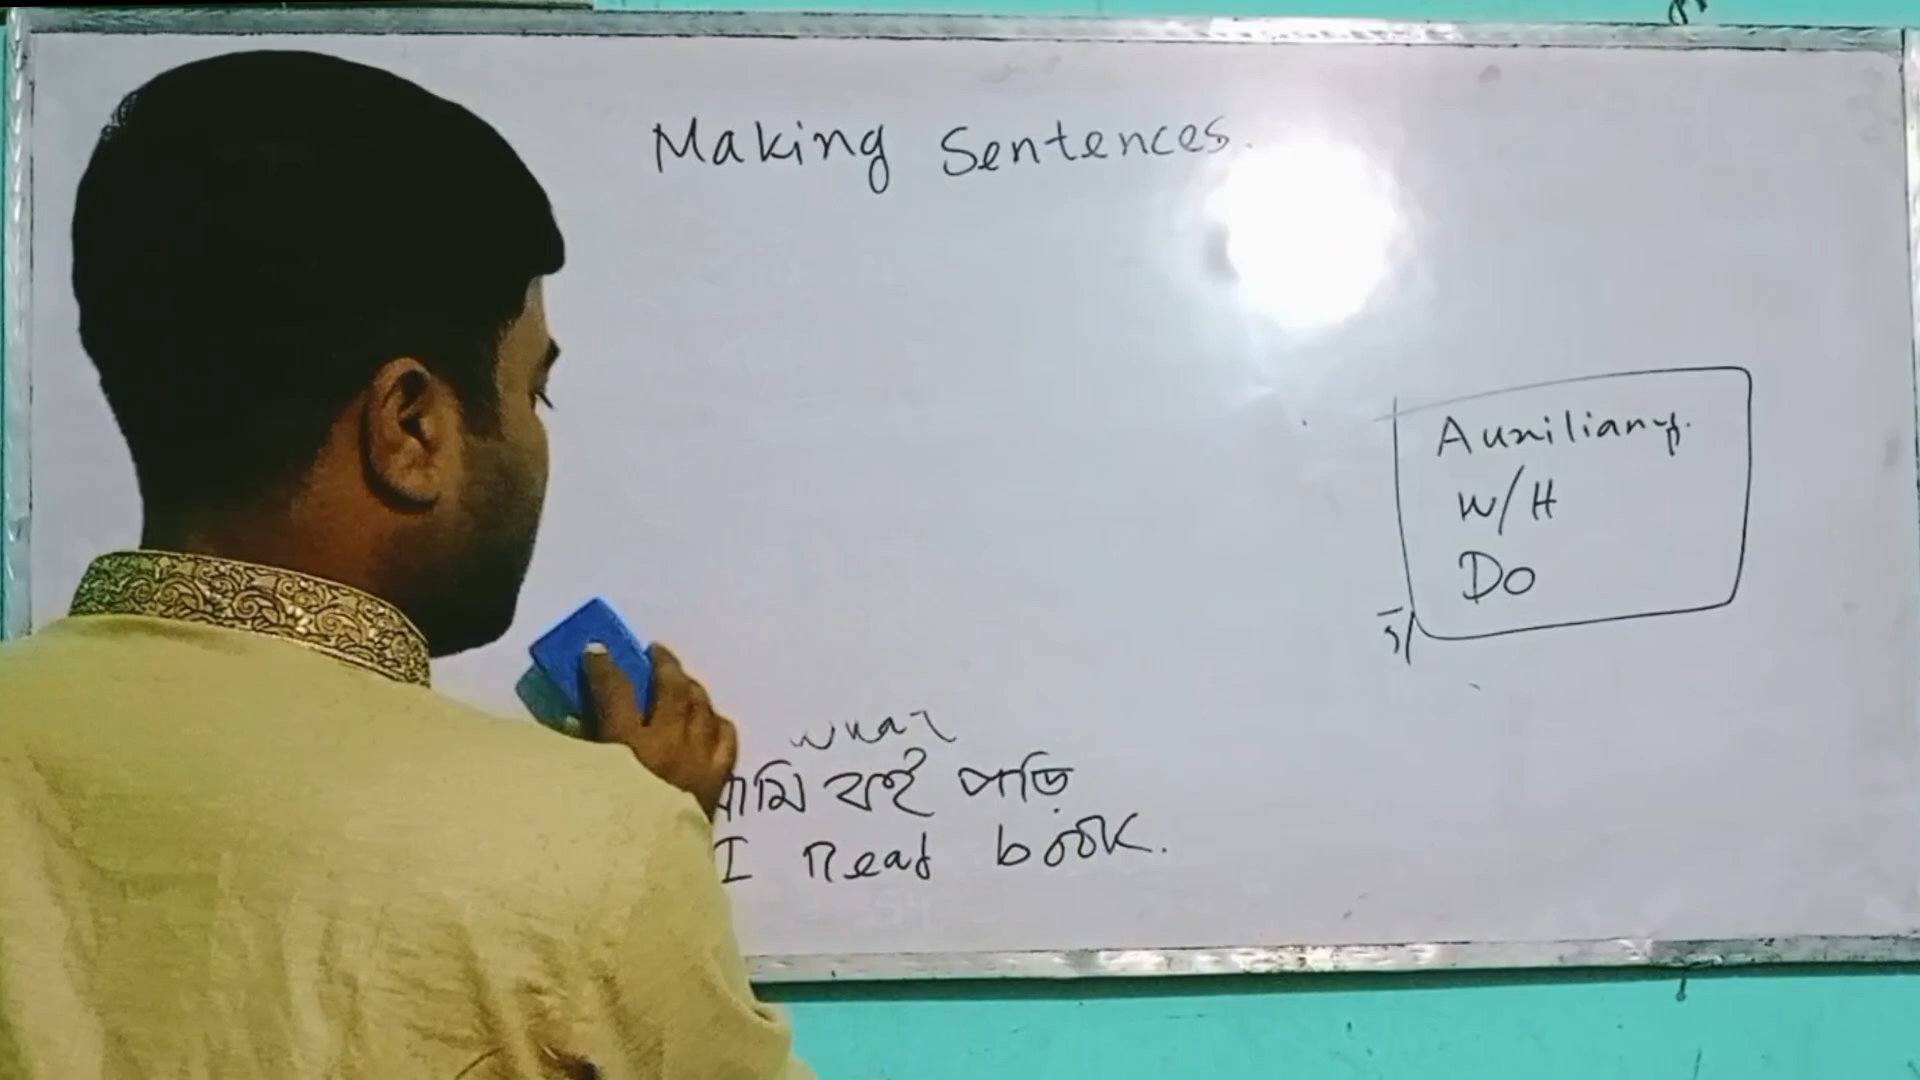 Making Sentences.
Auxiliary.
W/H
Do
what
আমি বই পড়ি
I Read book.